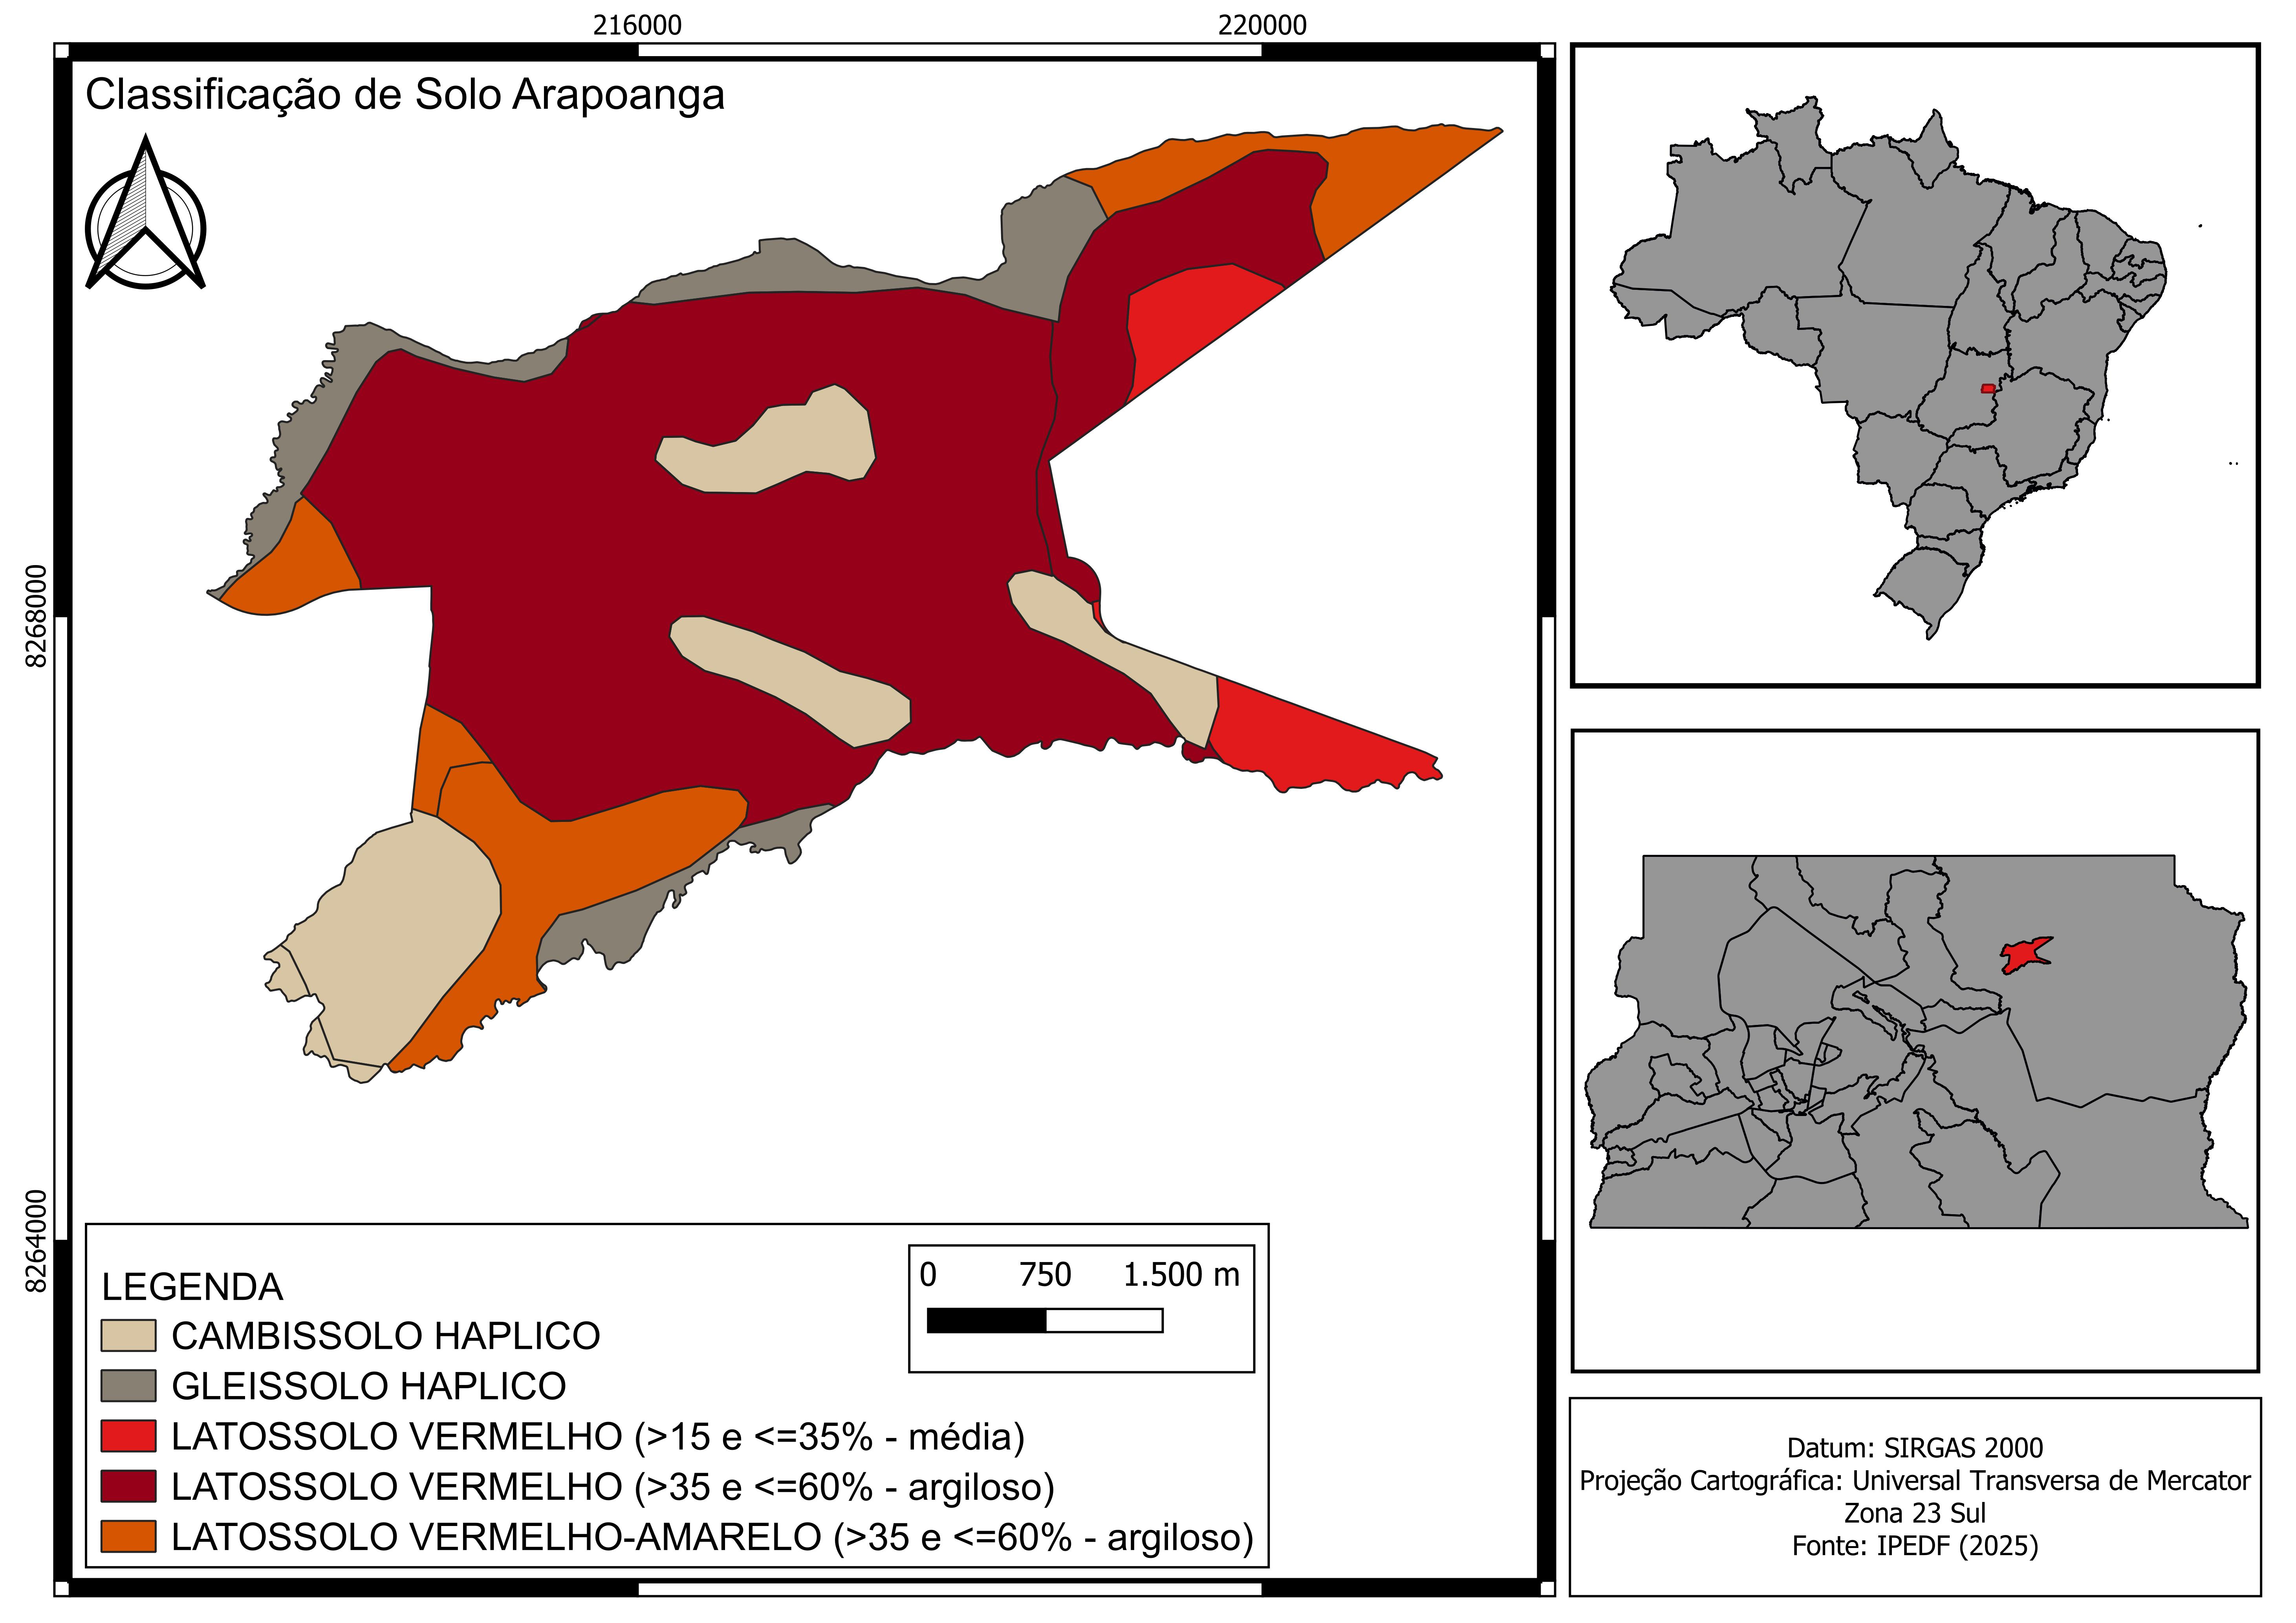 216000
220000
Classificação de Solo Arapoanga
8268000
8264000
LEGENDA
CAMBISSOLO HAPLICO
GLEISSOLO HAPLICO
LATOSSOLO VERMELHO (>15 e <=35% - média)
LATOSSOLO VERMELHO (>35 e <=60% - argiloso)
LATOSSOLO VERMELHO-AMARELO (>35 e <=60% - argiloso)
0 750 1.500 m
Datum: SIRGAS 2000
Projeção Cartográfica: Universal Transversa de Mercator
Zona 23 Sul
Fonte: IPEDF (2025)